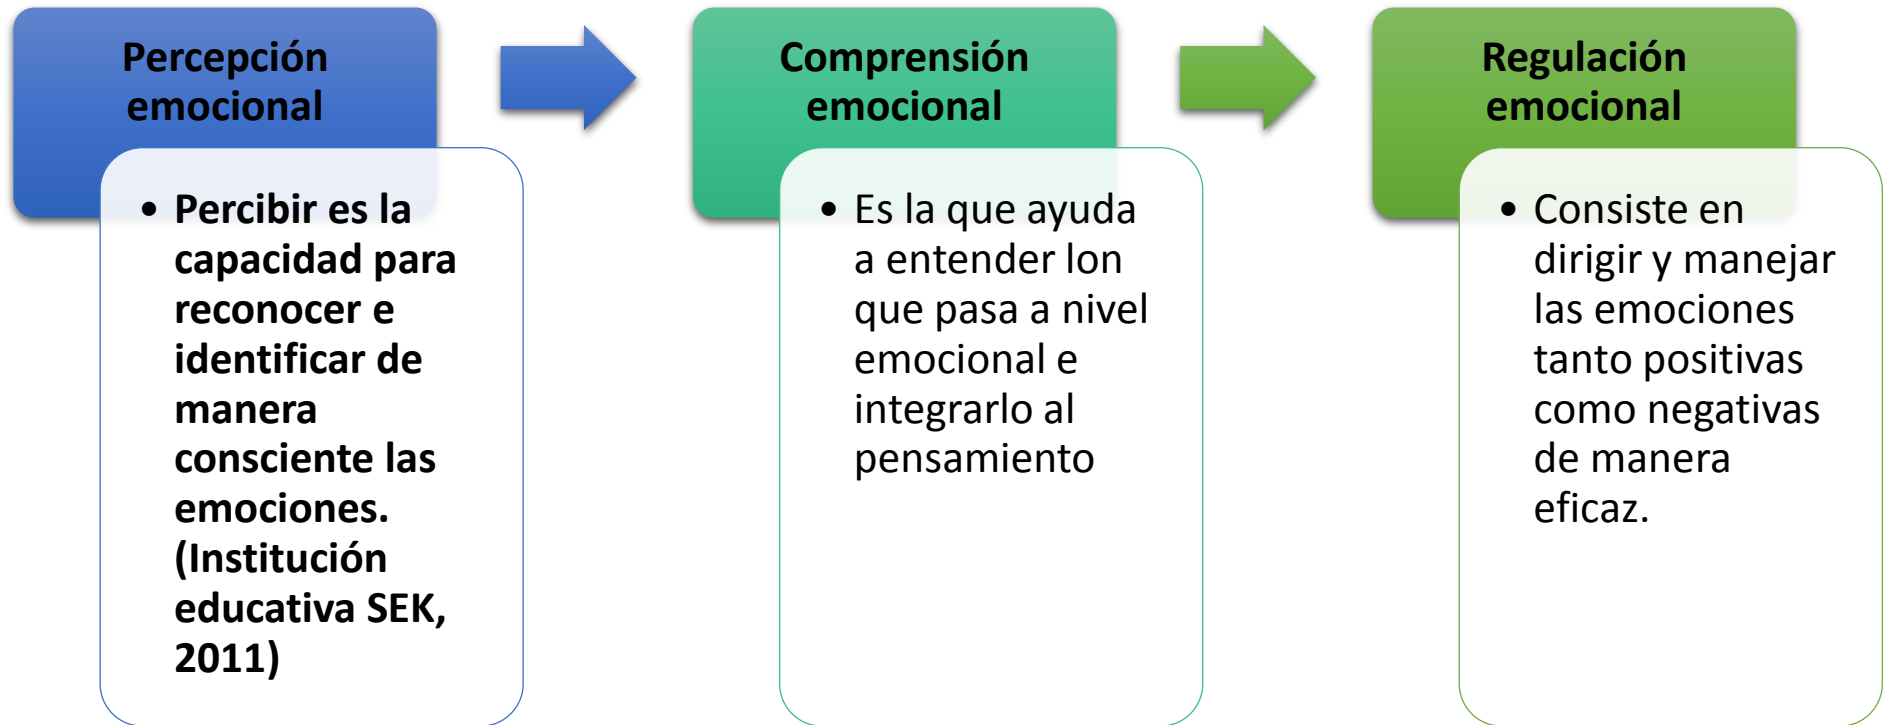 Percepción
emocional
• Percibir es la
capacidad para
reconocer e
identificar de
manera
consciente las
emociones.
(Institución
educativa SEK,
2011)
Comprensión
emocional
• Es la que ayuda
a entender lon
que pasa a nivel
emocional e
integrarlo al
pensamiento
Regulación
emocional
• Consiste en
dirigir y manejar
las emociones
tanto positivas
como negativas
de manera
eficaz.